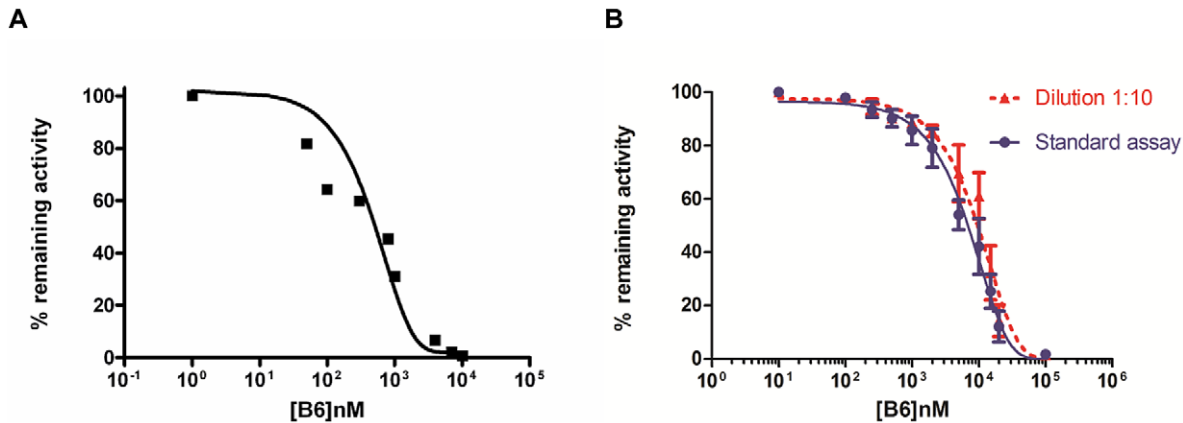 A
% remaining activity
100
80
60
40
20
0
10-1 100 101 102 103 104 105
[B6]nM
B
% remaining activity
100
80
60
40
20
0
100 101 102 103 104 105 106
[B6]nM
Dilution 1:10
Standard assay